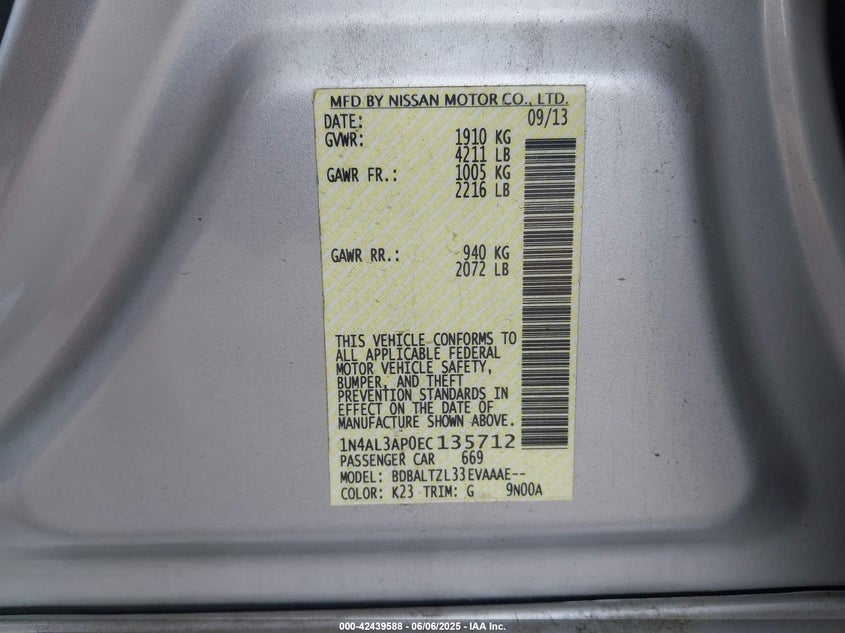 MFD BY NISSAN MOTOR CO., LTD.
DATE: 09/13
GVWR: 1910 KG
4211 LB
GAWR FR.: 1005 KG
2216 LB
GAWR RR.: 940 KG
2072 LB
THIS VEHICLE CONFORMS TO
ALL APPLICABLE FEDERAL
MOTOR VEHICLE SAFETY,
BUMPER, AND THEFT
PREVENTION STANDARDS IN
EFFECT ON THE DATE OF
MANUFACTURE SHOWN ABOVE.
1N4AL3AP0EC135712
PASSENGER CAR 669
MODEL: BDBALTZL33EVAAAE--
COLOR: K23 TRIM: G 9N00A
000-42439588 - 06/06/2025 - IAA Inc.